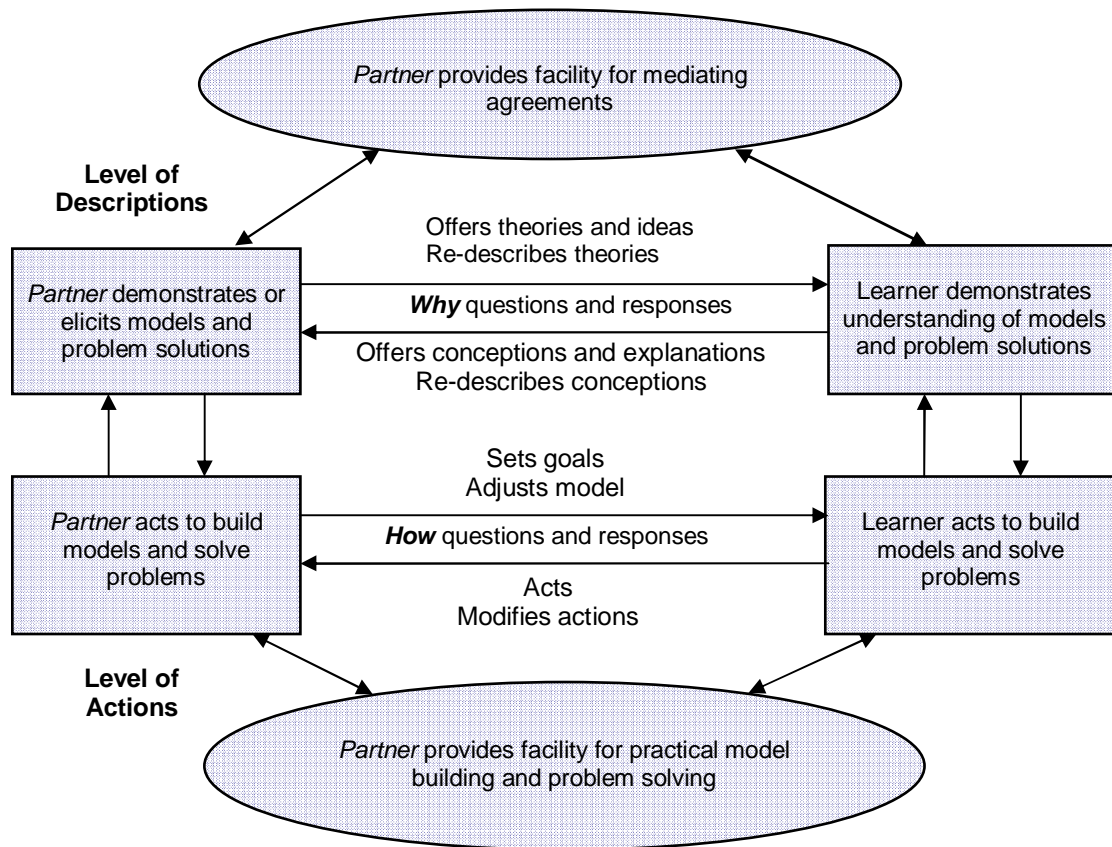 Partner provides facility for mediating
agreements
Level of
Descriptions
Offers theories and ideas
Re-describes theories
Partner demonstrates or
elicits models and
problem solutions
Why questions and responses
Learner demonstrates
understanding of models
and problem solutions
Offers conceptions and explanations
Re-describes conceptions
Sets goals
Adjusts model
Partner acts to build
models and solve
problems
How questions and responses
Learner acts to build
models and solve
problems
Acts
Modifies actions
Level of
Actions
Partner provides facility for practical model
building and problem solving